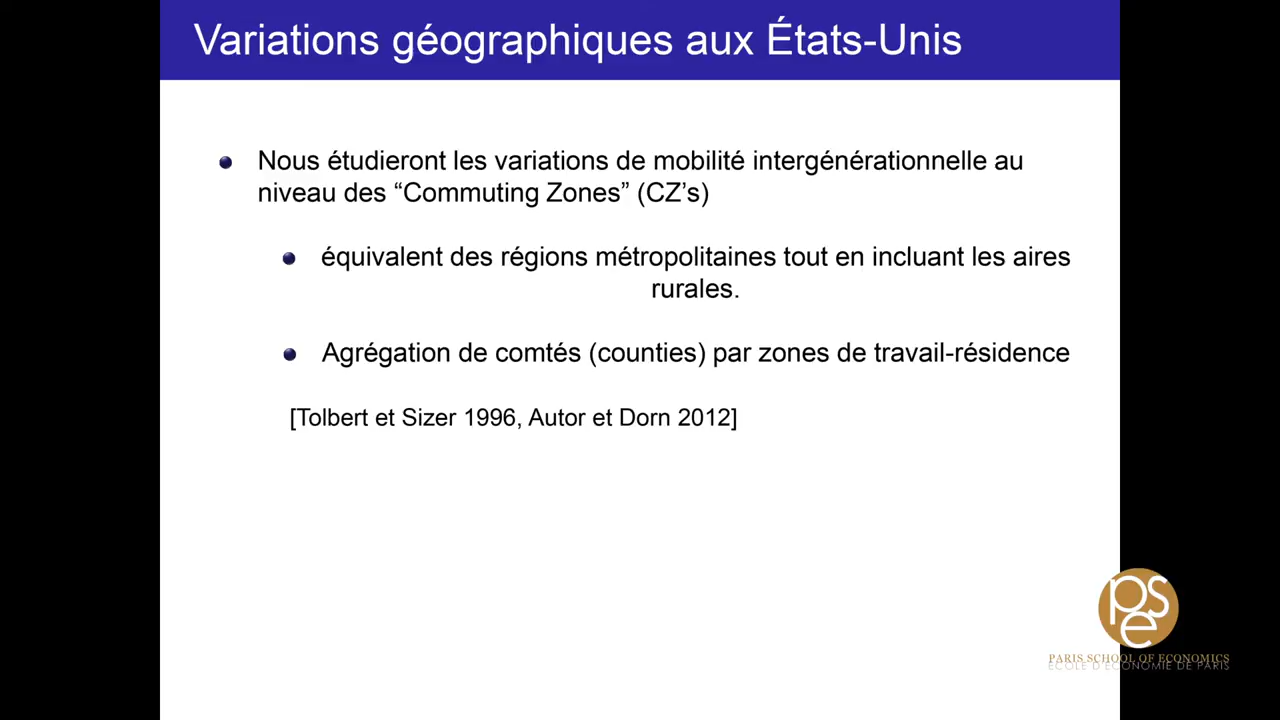 Variations géographiques aux États-Unis
Nous étudieront les variations de mobilité intergénérationnelle au
niveau des “Commuting Zones” (CZ’s)
équivalent des régions métropolitaines tout en incluant les aires
rurales.
Agrégation de comtés (counties) par zones de travail-résidence
[Tolbert et Sizer 1996, Autor et Dorn 2012]
pse
PARIS SCHOOL OF ECONOMICS
ECOLE D'ECONOMIE DE PARIS